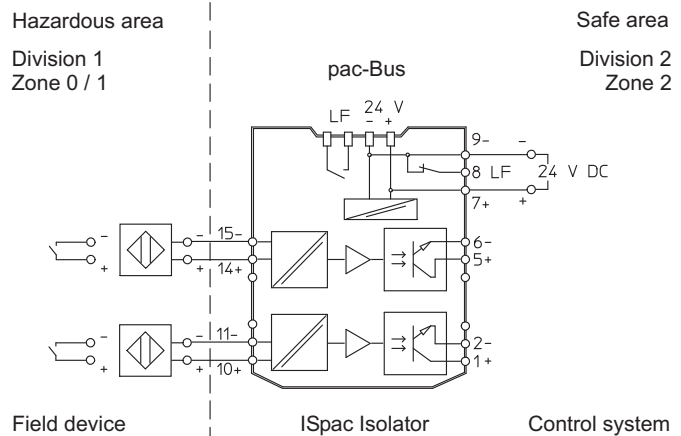 Hazardous area
Safe area
Division 1
Zone 0 / 1
Division 2
Zone 2
pac-Bus
LF
24 V
- +
9-
-
8 LF
24 V DC
7+
+
-
-
15-
6-
+
+
14+
5+
-
-
11-
2-
+
+
10+
1+
Field device
ISpac Isolator
Control system